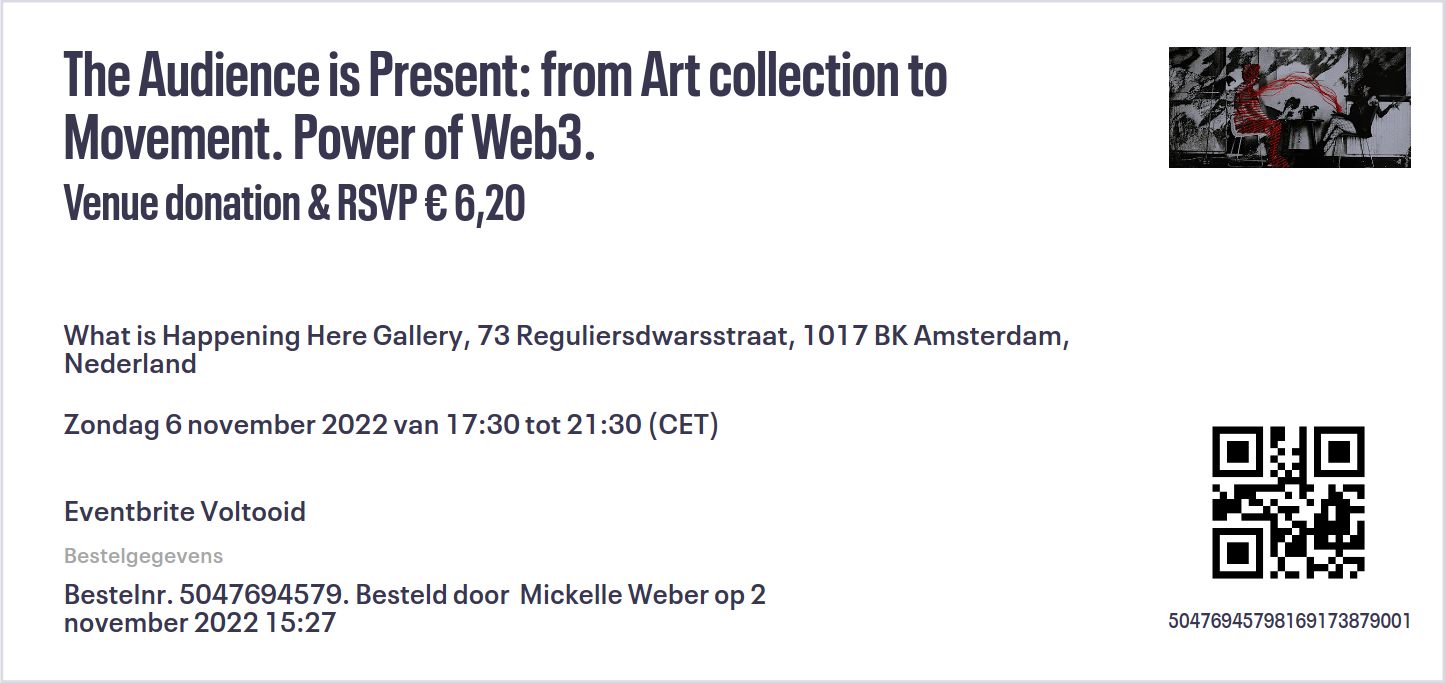 The Audience is Present: from Art collection to
Movement. Power of Web3.
Venue donation & RSVP € 6,20
What is Happening Here Gallery, 73 Reguliersdwarsstraat, 1017 BK Amsterdam,
Nederland
Zondag 6 november 2022 van 17:30 tot 21:30 (CET)
Eventbrite Voltooid
Bestelgegevens
Bestelnr. 5047694579. Besteld door  Mickelle Weber op 2
november 2022 15:27
50476945798169173879001